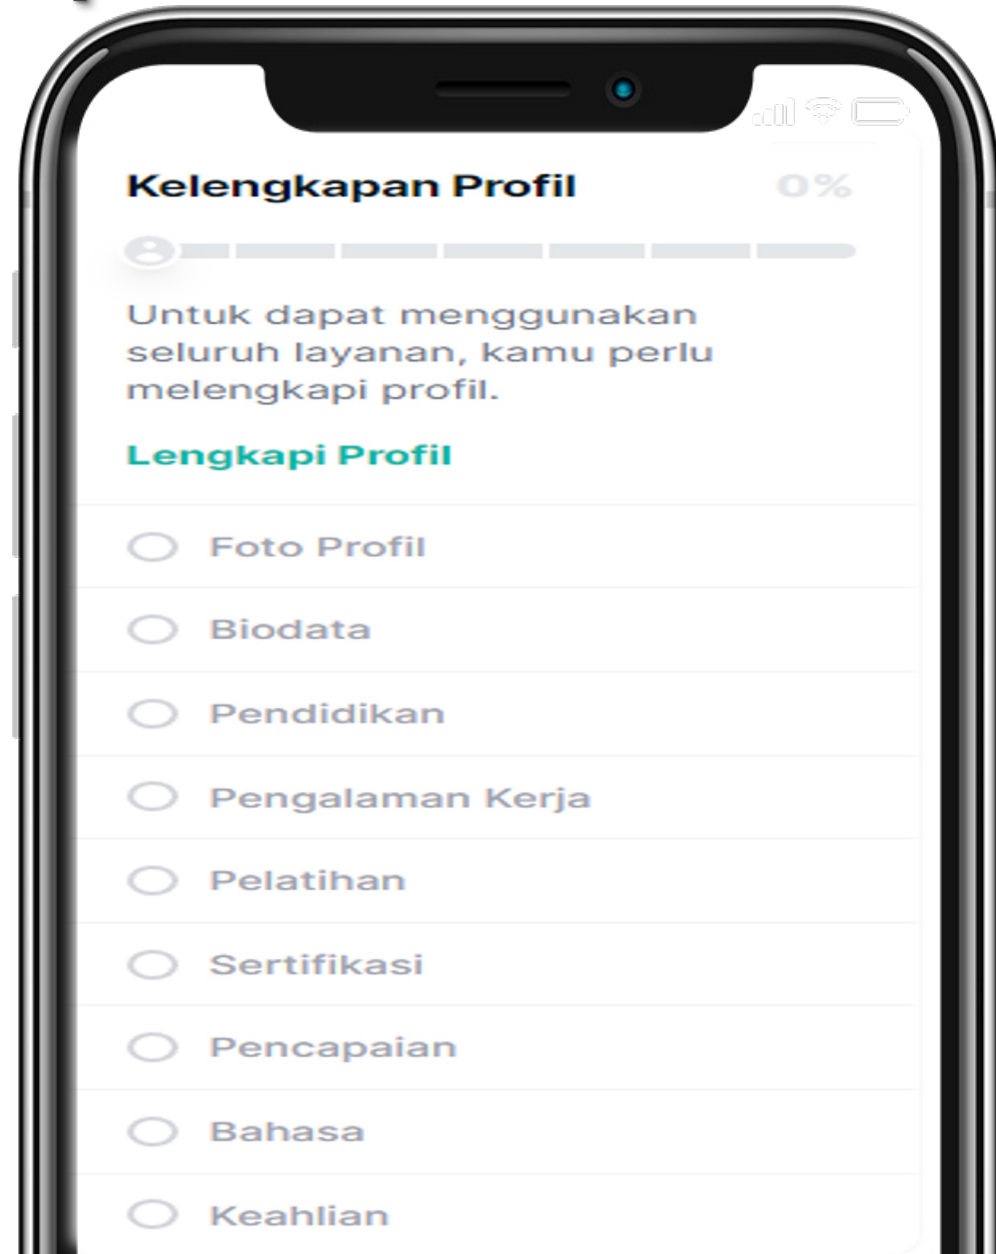 Kelengkapan Profil 0%
Untuk dapat menggunakan
seluruh layanan, kamu perlu
melengkapi profil.
Lengkapi Profil
Foto Profil
Biodata
Pendidikan
Pengalaman Kerja
Pelatihan
Sertifikasi
Pencapaian
Bahasa
Keahlian